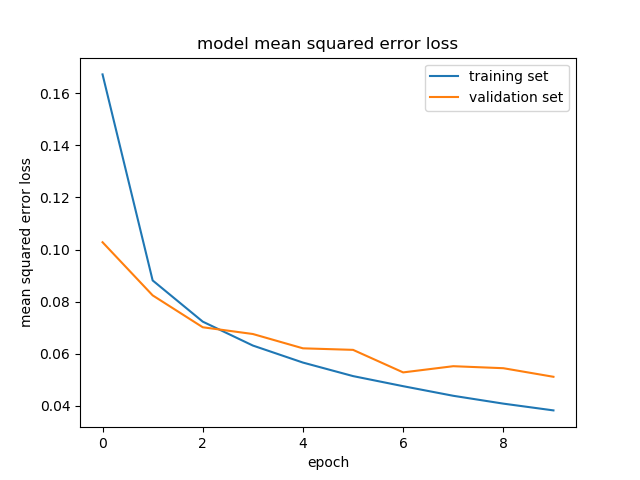 model mean squared error loss
training set
validation set
0.16
0.14
0.12
0.10
0.08
0.06
0.04
mean squared error loss
0 2 4 6 8
epoch